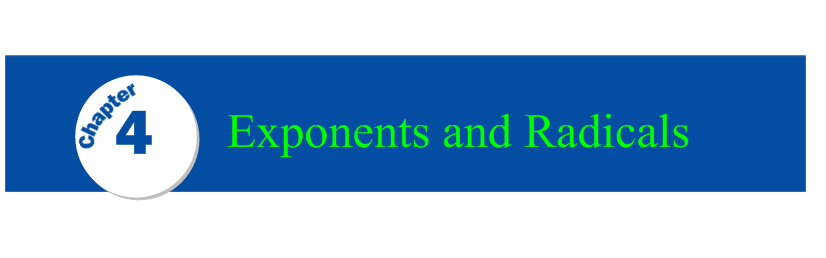 Chapter
4
Exponents and Radicals